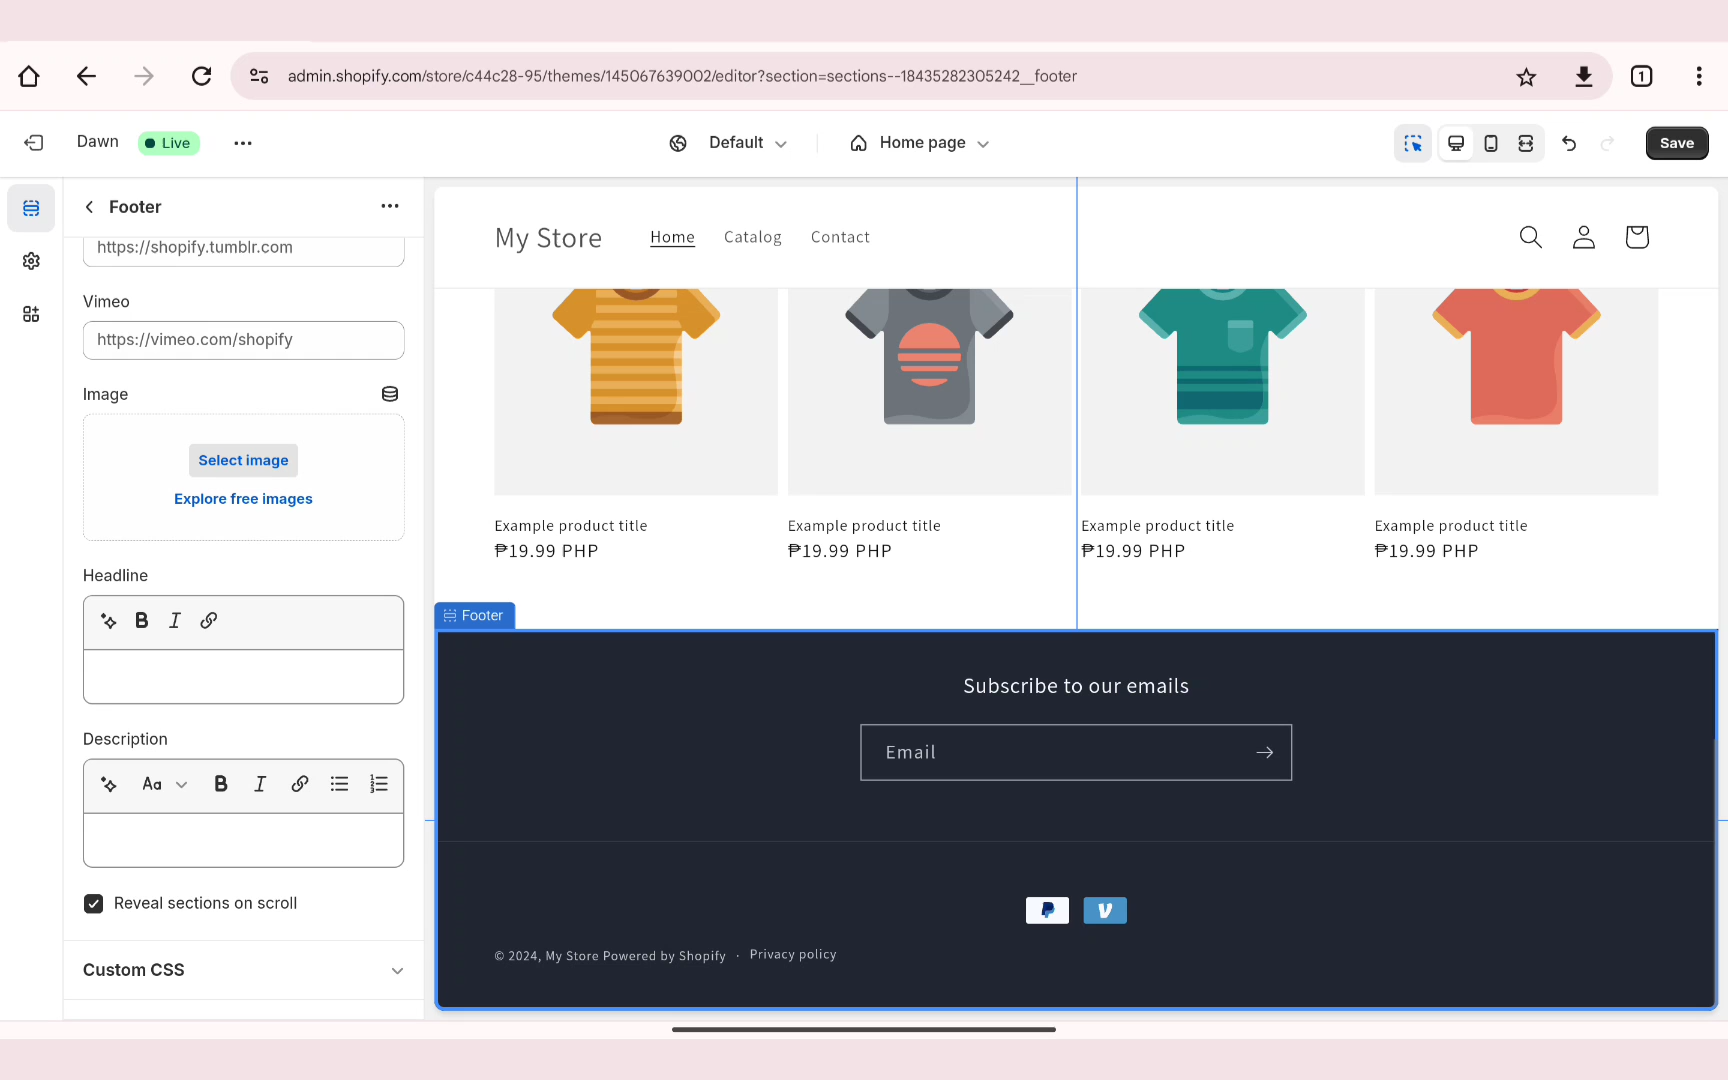 admin.shopify.com/store/c44c28-95/themes/145067639002/editor?section=sections--18435282305242__footer
1
Dawn
Live
Default
Home page
Save
Footer
https://shopify.tumblr.com
Vimeo
https://vimeo.com/shopify
Image
Select image
Explore free images
Headline
B I
Description
Aa B I
Reveal sections on scroll
Custom CSS
My Store
Home
Catalog
Contact
Example product title
₱19.99 PHP
Example product title
₱19.99 PHP
Example product title
₱19.99 PHP
Example product title
₱19.99 PHP
Footer
Subscribe to our emails
Email
© 2024, My Store Powered by Shopify · Privacy policy